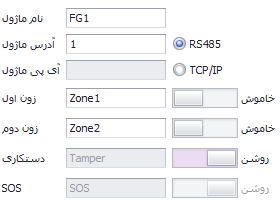 نام ماژول FG1
آدرس ماژول 1 RS485
آی پی ماژول TCP/IP
زون اول Zone1 خاموش
زون دوم Zone2 خاموش
دستکاری Tamper روشن
SOS SOS روشن